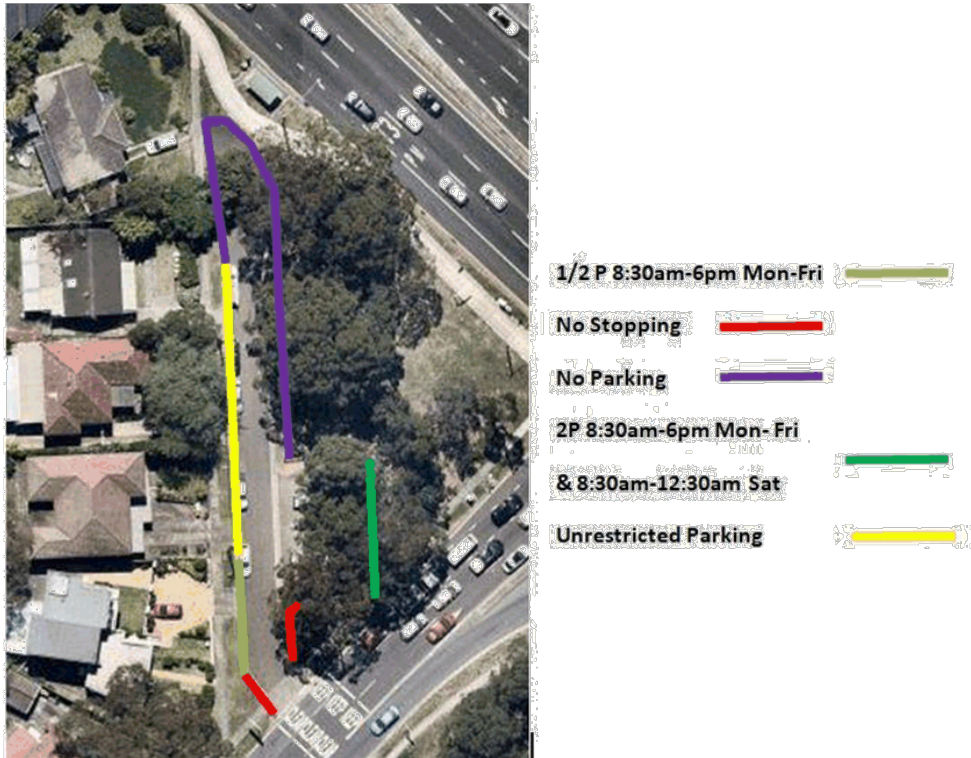 1/2 P 8:30am-6pm Mon-Fri
No Stopping
No Parking
2P 8:30am-6pm Mon- Fri
& 8:30am-12:30am Sat
Unrestricted Parking